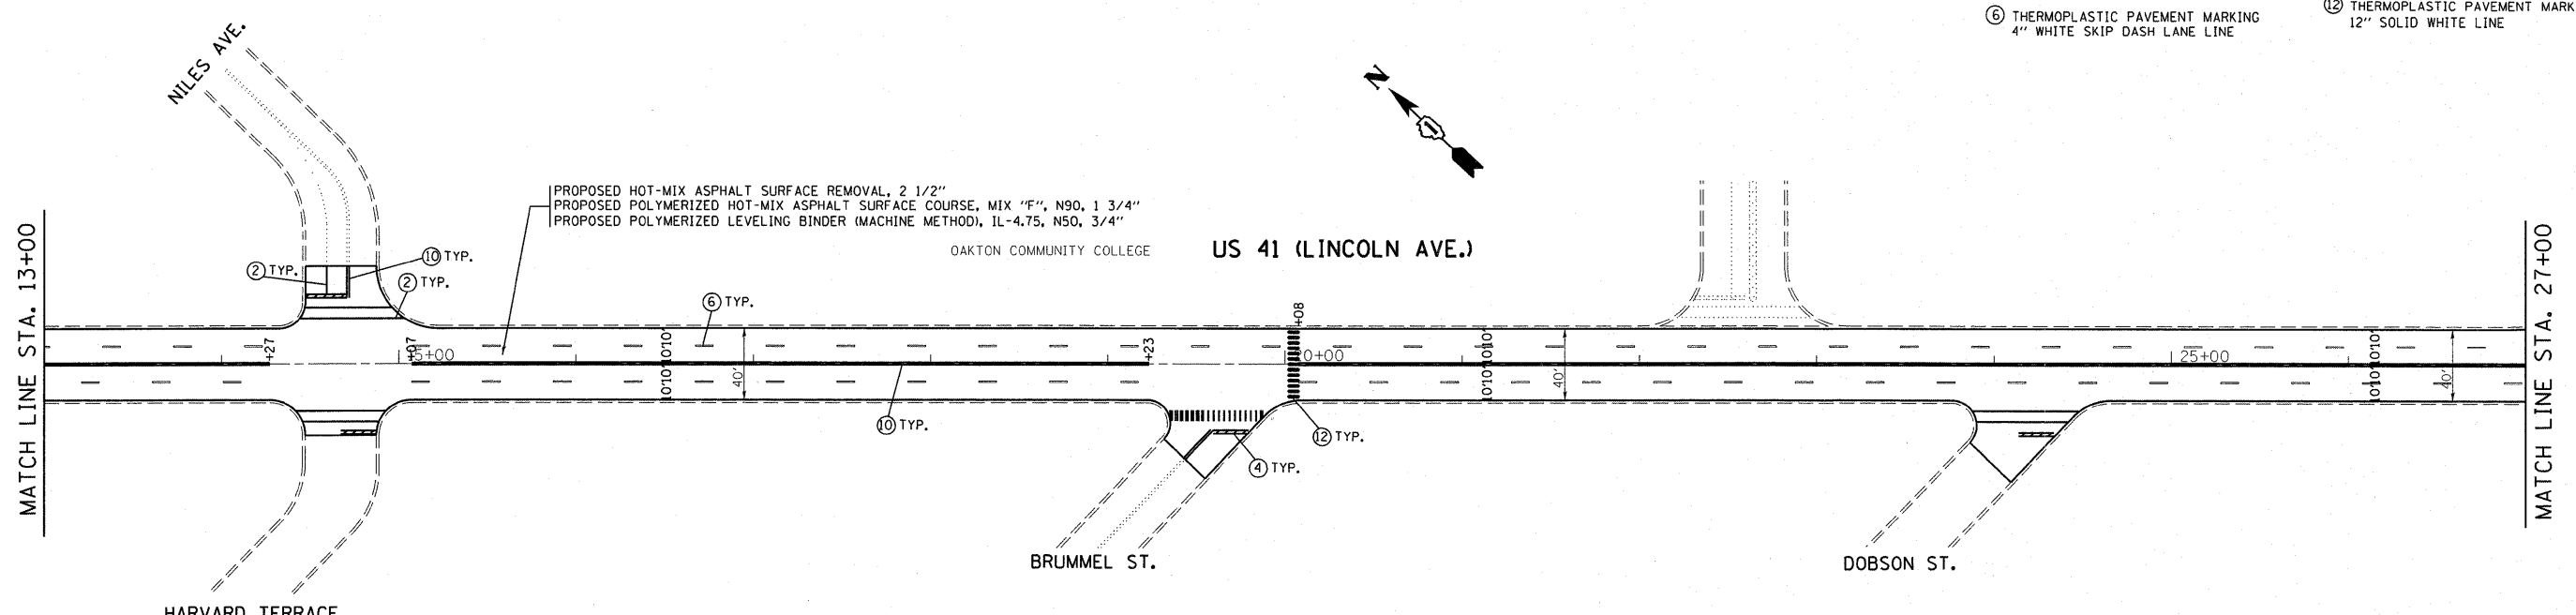 ⑥ THERMOPLASTIC PAVEMENT MARKING
4" WHITE SKIP DASH LANE LINE
⑫ THERMOPLASTIC PAVEMENT MARK
12" SOLID WHITE LINE
NILES AVE.
N
PROPOSED HOT-MIX ASPHALT SURFACE REMOVAL, 2 1/2"
PROPOSED POLYMERIZED HOT-MIX ASPHALT SURFACE COURSE, MIX "F", N90, 1 3/4"
PROPOSED POLYMERIZED LEVELING BINDER (MACHINE METHOD), IL-4.75, N50, 3/4"
OAKTON COMMUNITY COLLEGE
US 41 (LINCOLN AVE.)
② TYP.
⑩ TYP.
② TYP.
⑥ TYP.
MATCH LINE STA. 13+00
+27
+07
5+00
10'10'10'10'
40'
+23
+08
0+00
10'10'10'10'
40'
25+00
10'10'10'10'
40'
MATCH LINE STA. 27+00
⑩ TYP.
④ TYP.
⑫ TYP.
BRUMMEL ST.
DOBSON ST.
HARVARD TERRACE